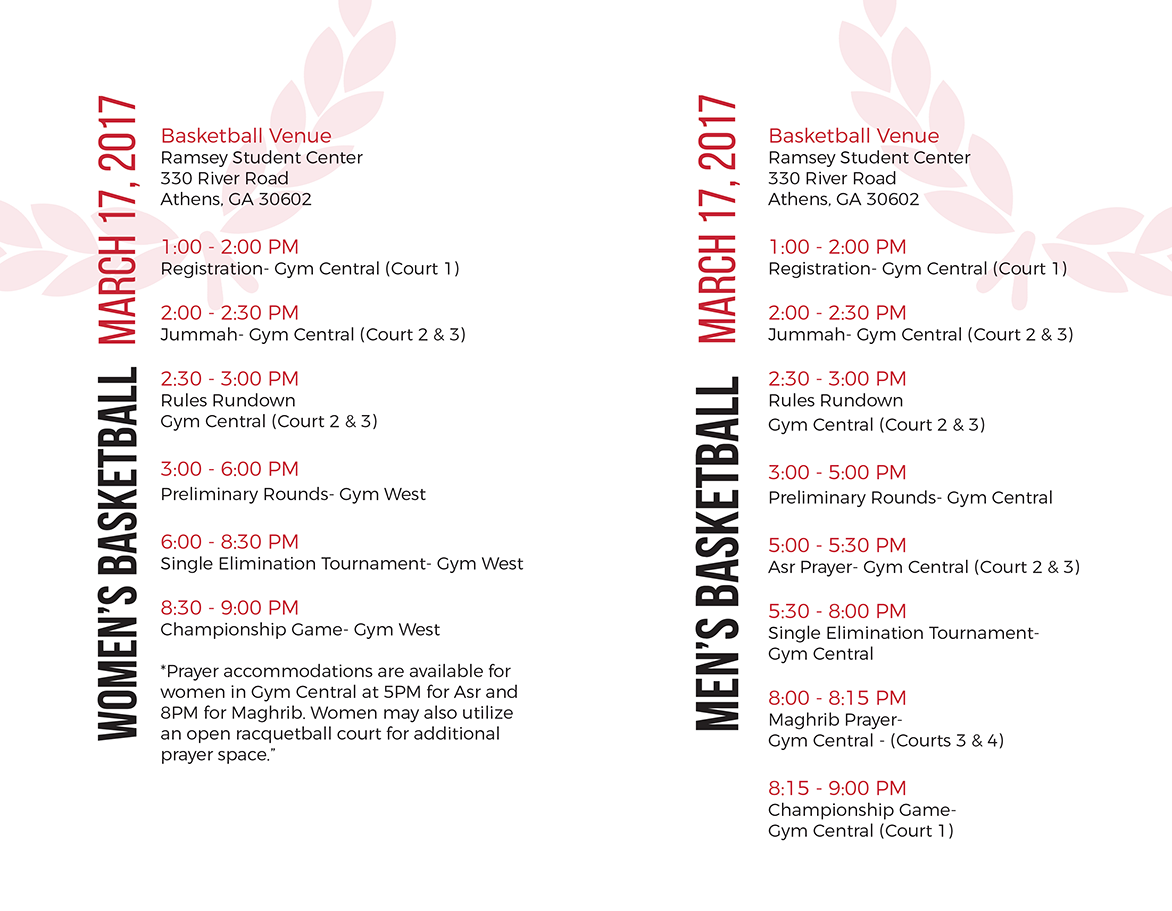 WOMEN'S BASKETBALL MARCH 17, 2017
Basketball Venue
Ramsey Student Center
330 River Road
Athens, GA 30602
1:00 - 2:00 PM
Registration- Gym Central (Court 1)
2:00 - 2:30 PM
Jummah- Gym Central (Court 2 & 3)
2:30 - 3:00 PM
Rules Rundown
Gym Central (Court 2 & 3)
3:00 - 6:00 PM
Preliminary Rounds- Gym West
6:00 - 8:30 PM
Single Elimination Tournament- Gym West
8:30 - 9:00 PM
Championship Game- Gym West
*Prayer accommodations are available for
women in Gym Central at 5PM for Asr and
8PM for Maghrib. Women may also utilize
an open racquetball court for additional
prayer space.”
MEN'S BASKETBALL MARCH 17, 2017
Basketball Venue
Ramsey Student Center
330 River Road
Athens, GA 30602
1:00 - 2:00 PM
Registration- Gym Central (Court 1)
2:00 - 2:30 PM
Jummah- Gym Central (Court 2 & 3)
2:30 - 3:00 PM
Rules Rundown
Gym Central (Court 2 & 3)
3:00 - 5:00 PM
Preliminary Rounds- Gym Central
5:00 - 5:30 PM
Asr Prayer- Gym Central (Court 2 & 3)
5:30 - 8:00 PM
Single Elimination Tournament-
Gym Central
8:00 - 8:15 PM
Maghrib Prayer-
Gym Central - (Courts 3 & 4)
8:15 - 9:00 PM
Championship Game-
Gym Central (Court 1)